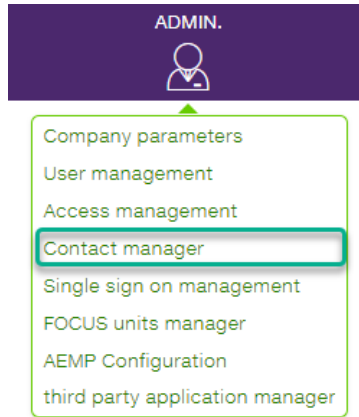 ADMIN.
Company parameters
User management
Access management
Contact manager
Single sign on management
FOCUS units manager
AEMP Configuration
third party application manager